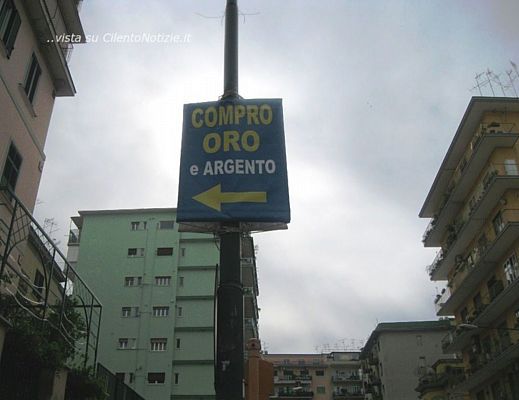 ..vista su CilentoNotizie.it
COMPRO
ORO
e ARGENTO